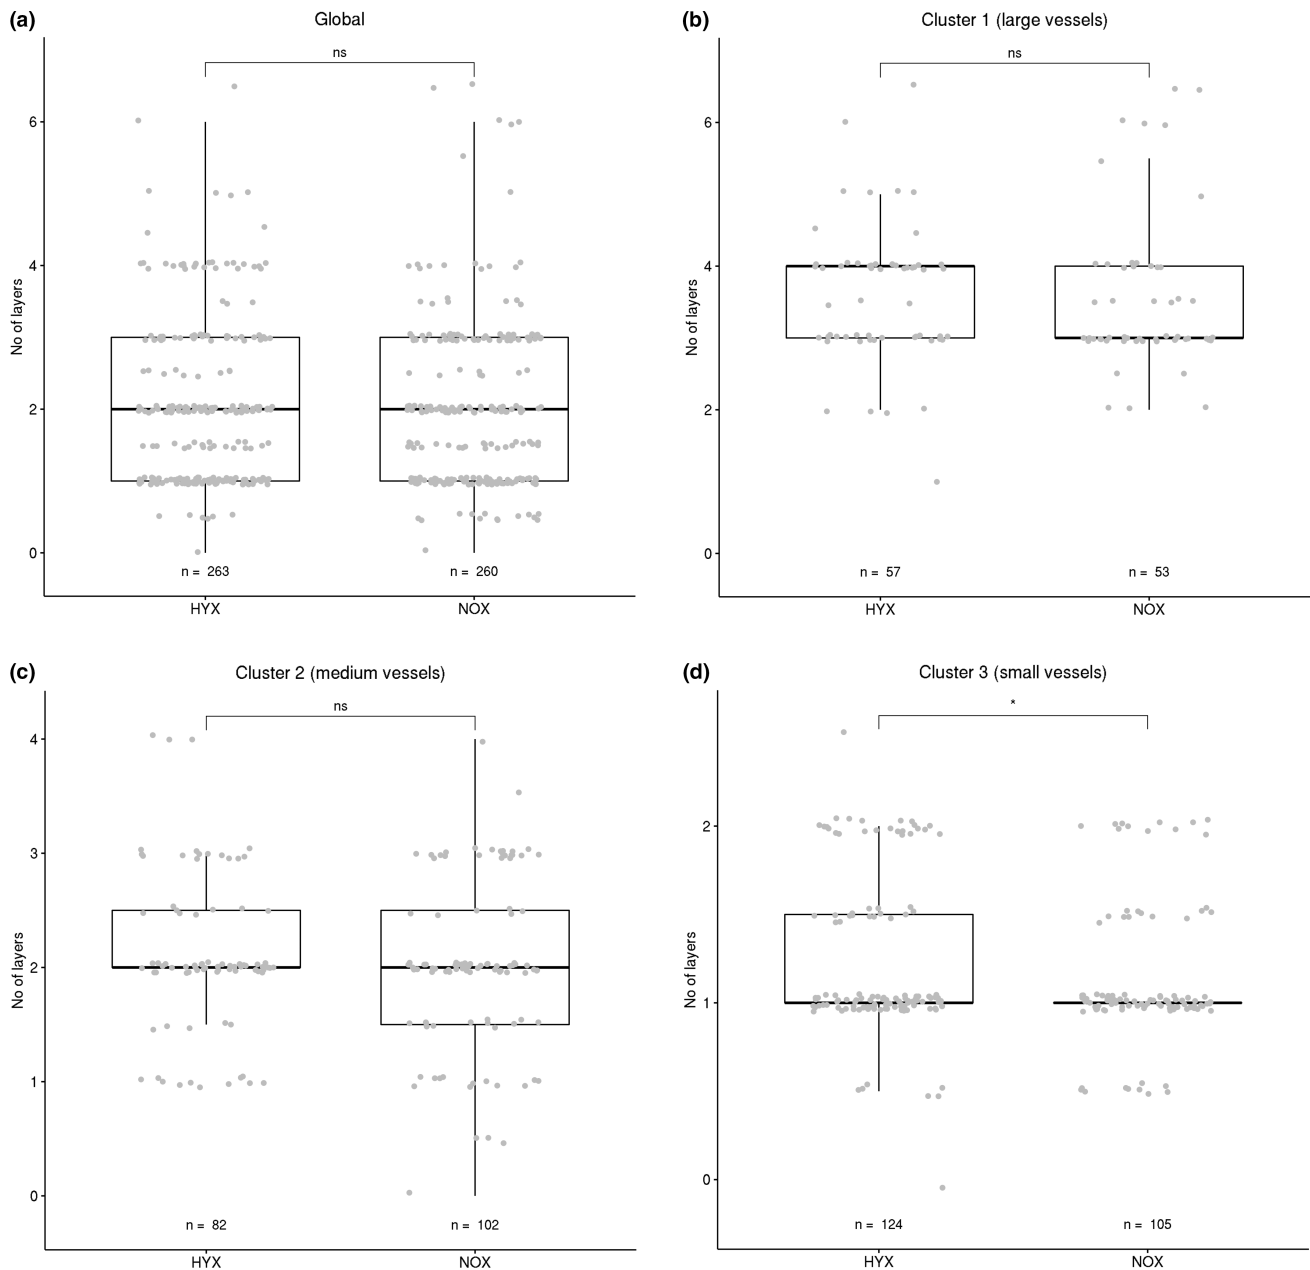 (a)
Global
ns
No of layers
6
4
2
0
n = 263
n = 260
HYX
NOX
(b)
Cluster 1 (large vessels)
ns
No of layers
6
4
2
0
n = 57
n = 53
HYX
NOX
(c)
Cluster 2 (medium vessels)
ns
No of layers
4
3
2
1
0
n = 82
n = 102
HYX
NOX
(d)
Cluster 3 (small vessels)
*
No of layers
2
1
0
n = 124
n = 105
HYX
NOX